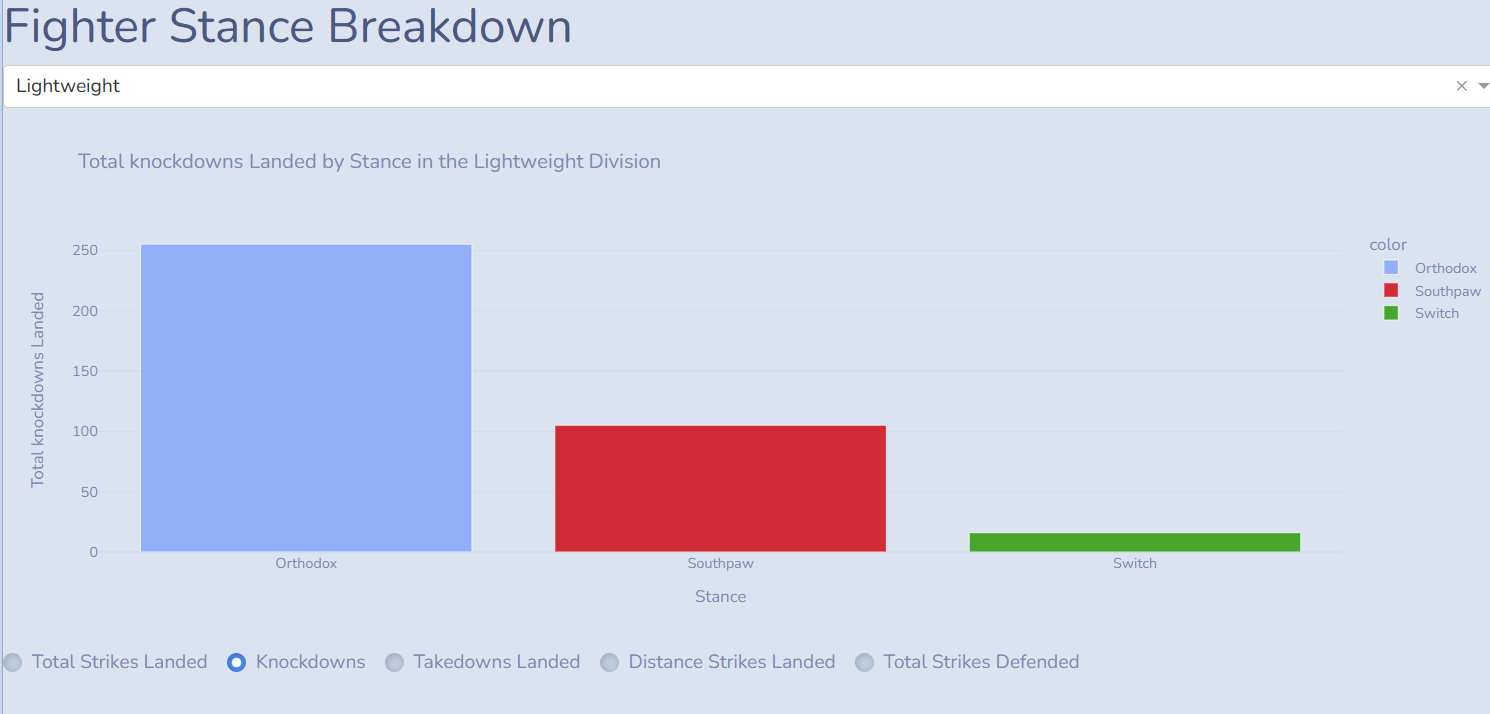 Fighter Stance Breakdown
Lightweight
Total knockdowns Landed by Stance in the Lightweight Division
Total knockdowns Landed
250
200
150
100
50
0
Orthodox
Southpaw
Switch
Stance
color
Orthodox
Southpaw
Switch
Total Strikes Landed
Knockdowns
Takedowns Landed
Distance Strikes Landed
Total Strikes Defended